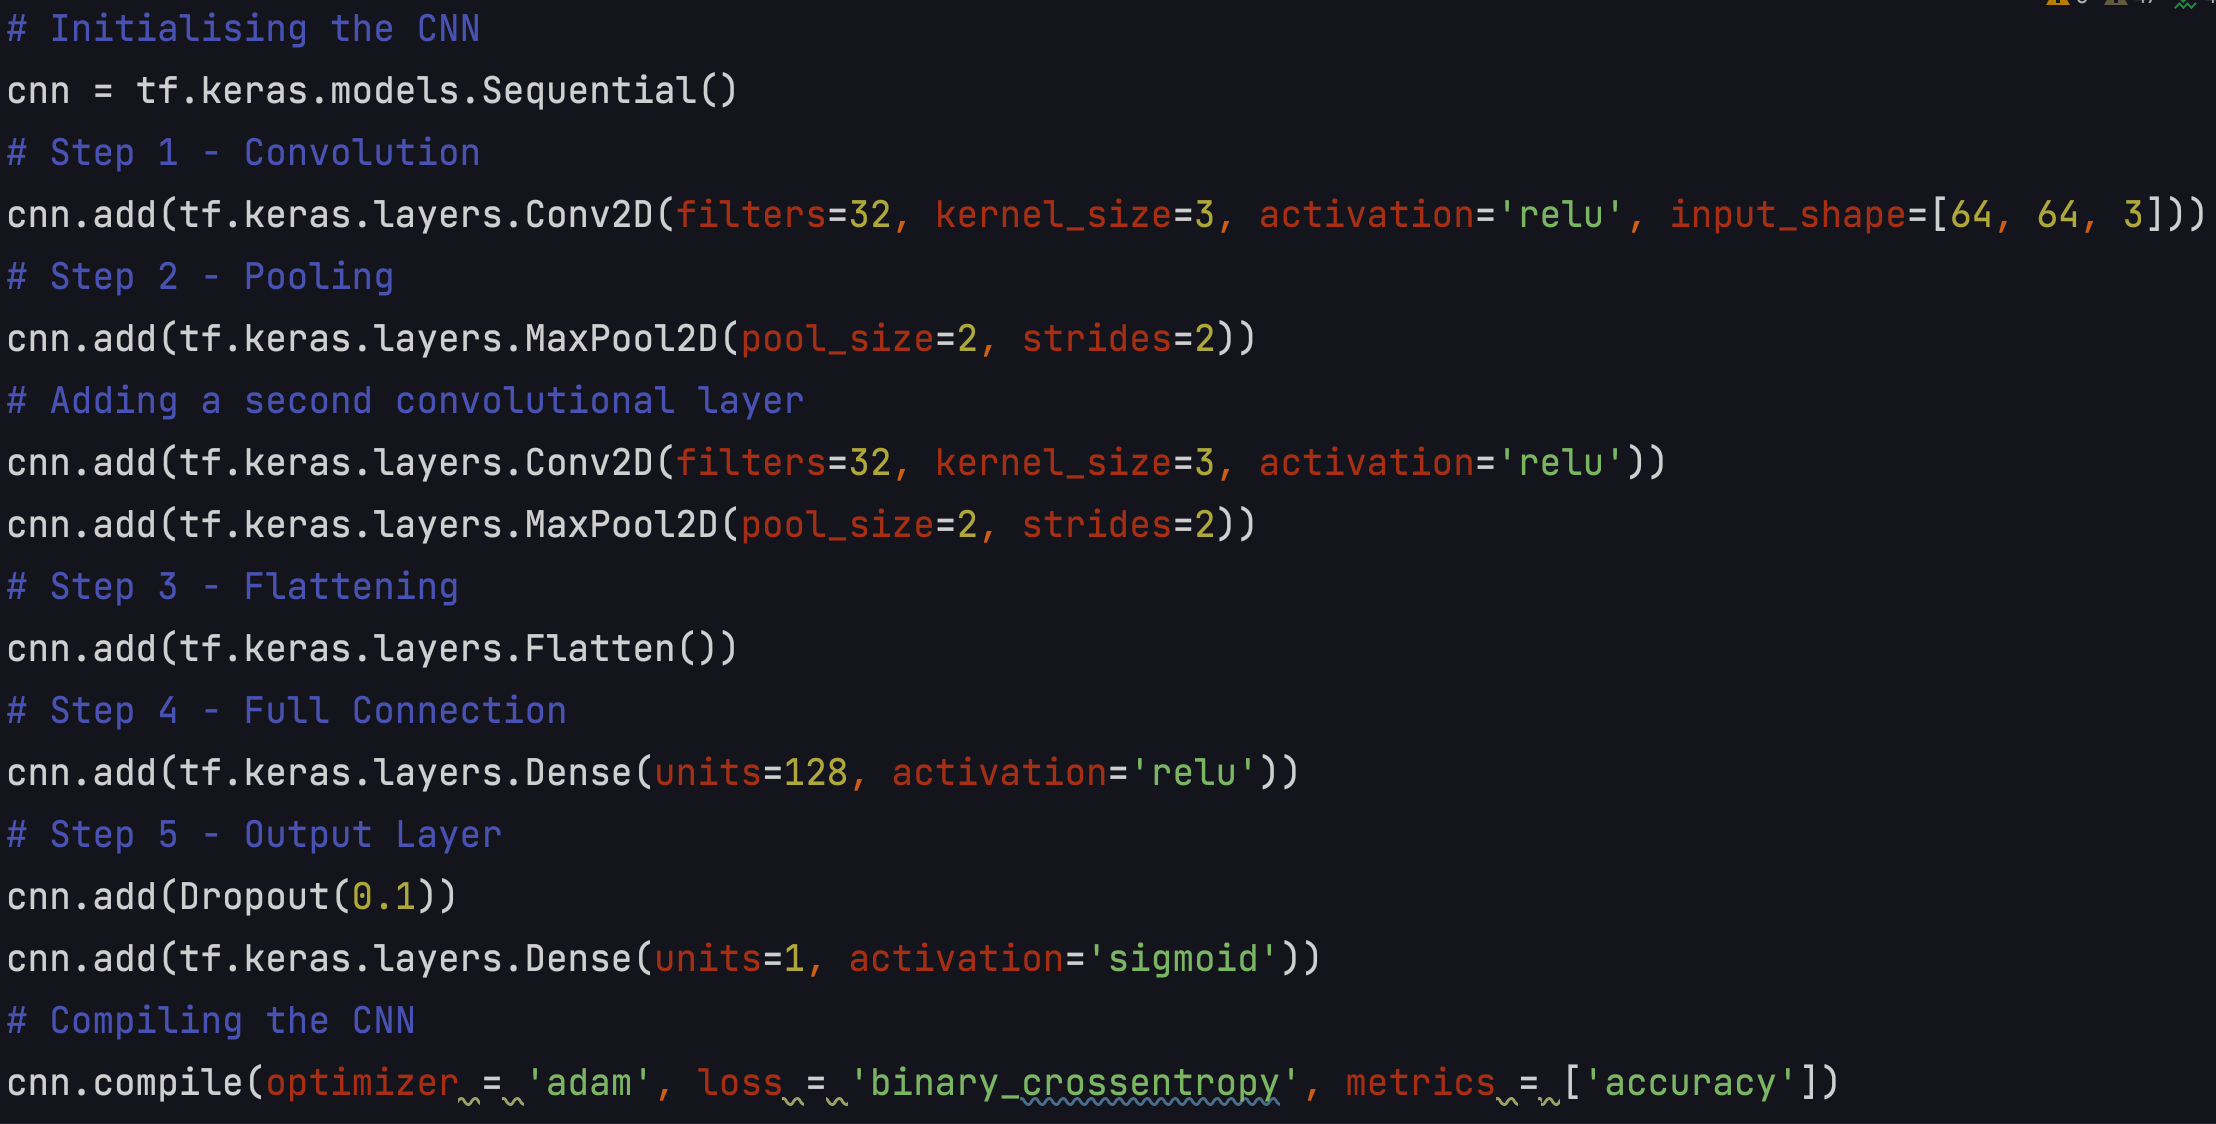 # Initialising the CNN
cnn = tf.keras.models.Sequential()
# Step 1 - Convolution
cnn.add(tf.keras.layers.Conv2D(filters=32, kernel_size=3, activation='relu', input_shape=[64, 64, 3]))
# Step 2 - Pooling
cnn.add(tf.keras.layers.MaxPool2D(pool_size=2, strides=2))
# Adding a second convolutional layer
cnn.add(tf.keras.layers.Conv2D(filters=32, kernel_size=3, activation='relu'))
cnn.add(tf.keras.layers.MaxPool2D(pool_size=2, strides=2))
# Step 3 - Flattening
cnn.add(tf.keras.layers.Flatten())
# Step 4 - Full Connection
cnn.add(tf.keras.layers.Dense(units=128, activation='relu'))
# Step 5 - Output Layer
cnn.add(Dropout(0.1))
cnn.add(tf.keras.layers.Dense(units=1, activation='sigmoid'))
# Compiling the CNN
cnn.compile(optimizer = 'adam', loss = 'binary_crossentropy', metrics = ['accuracy'])